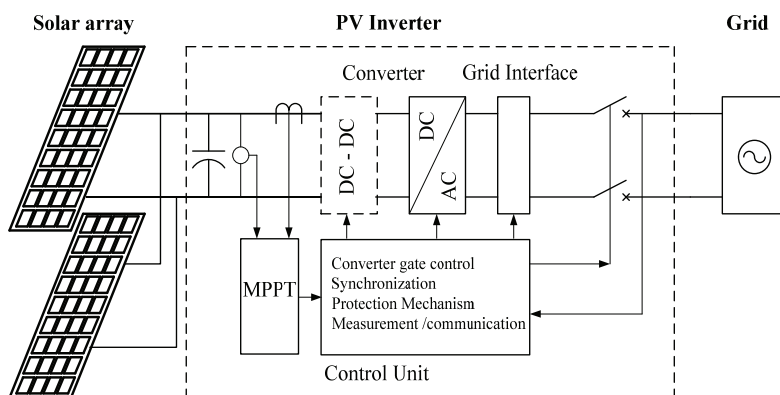 Solar array
PV Inverter
Grid
Converter
Grid Interface
DC - DC
DC
AC
MPPT
Converter gate control
Synchronization
Protection Mechanism
Measurement /communication
Control Unit